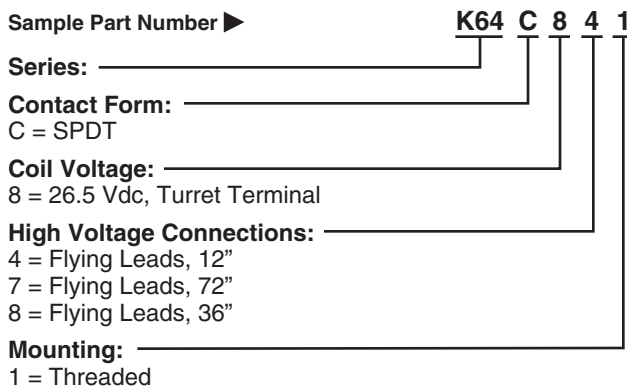 Sample Part Number ▶ K64 C 8 4 1
Series:
Contact Form:
C = SPDT
Coil Voltage:
8 = 26.5 Vdc, Turret Terminal
High Voltage Connections:
4 = Flying Leads, 12”
7 = Flying Leads, 72”
8 = Flying Leads, 36”
Mounting:
1 = Threaded